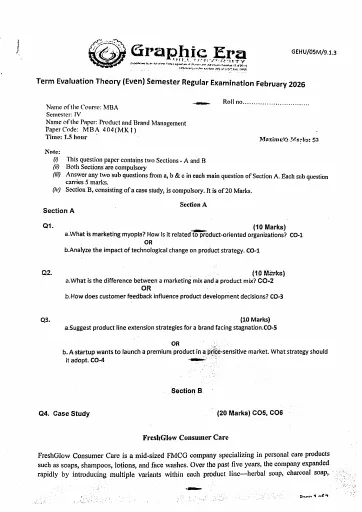 GEHU/05M/9.1.3
Graphic Era
Term Evaluation Theory (Even) Semester Regular Examination February 2026
Roll no..............................
Name of the Course: MBA
Semester: IV
Name of the Paper: Product and Brand Management
Paper Code: MBA 404(MK1)
Time: 1.5 hour
Maximum Marks: 50
Note:
(i) This question paper contains two Sections - A and B
(ii) Both Sections are compulsory
(iii) Answer any two sub questions from a, b & c in each main question of Section A. Each sub question
carries 5 marks.
(iv) Section B, consisting of a case study, is compulsory. It is of 20 Marks.
Section A
Section A
Q1. (10 Marks)
a.What is marketing myopia? How is it related to product-oriented organizations? CO-1
OR
b.Analyze the impact of technological change on product strategy. CO-1
Q2. (10 Marks)
a.What is the difference between a marketing mix and a product mix? CO-2
OR
b.How does customer feedback influence product development decisions? CO-3
Q3. (10 Marks)
a.Suggest product line extension strategies for a brand facing stagnation.CO-5
OR
b. A startup wants to launch a premium product in a price-sensitive market. What strategy should
it adopt. CO-4
Section B
Q4. Case Study (20 Marks) CO5, CO6
FreshGlow Consumer Care
FreshGlow Consumer Care is a mid-sized FMCG company specializing in personal care products
such as soaps, shampoos, lotions, and face washes. Over the past five years, the company expanded
rapidly by introducing multiple variants within each product line—herbal soap, charcoal soap,